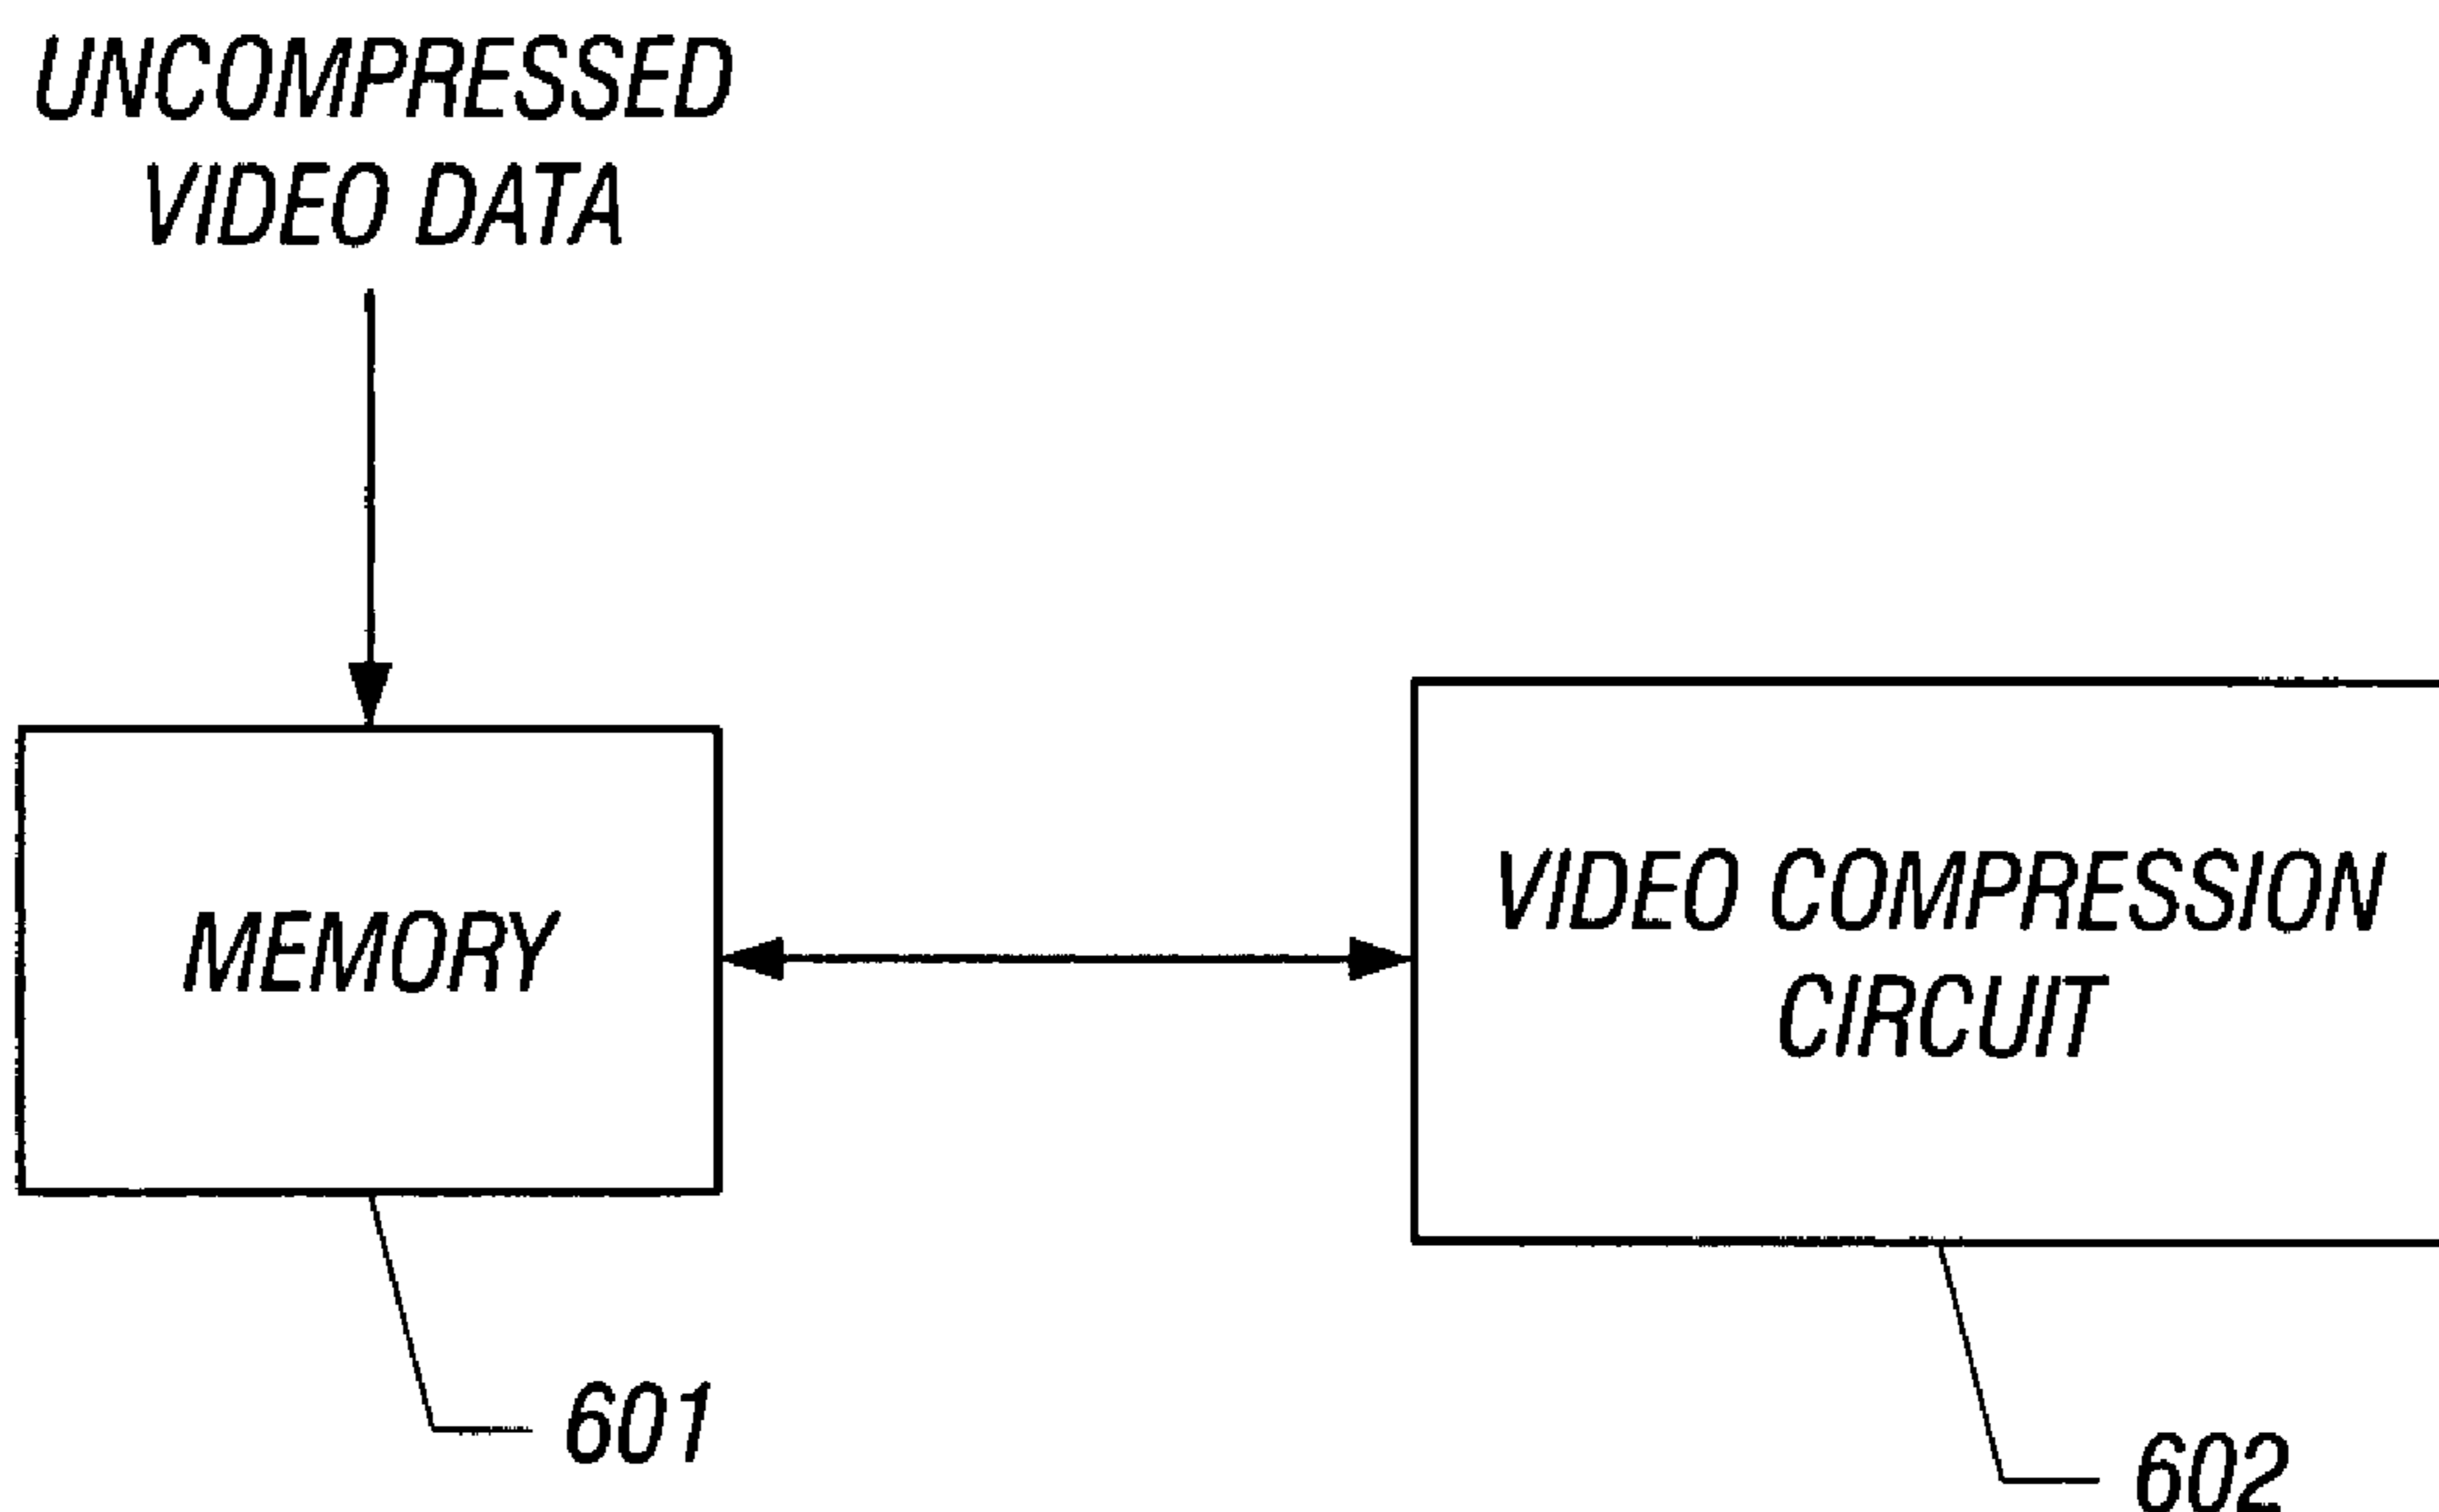 UNCOMPRESSED
VIDEO DATA
MEMORY
VIDEO COMPRESSION
CIRCUIT
601
602